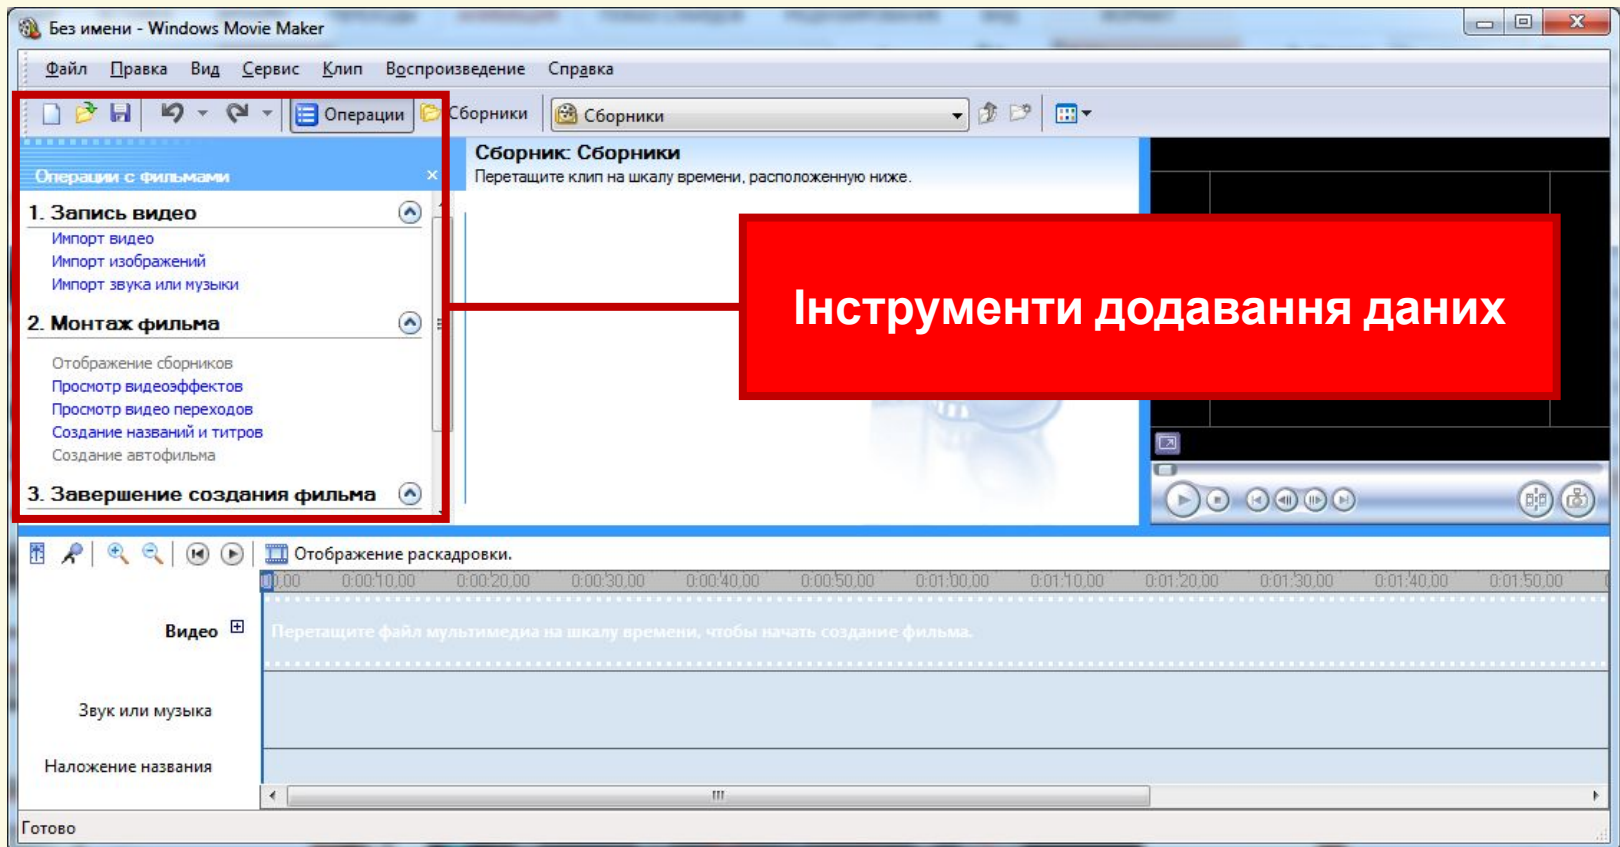 Без имени - Windows Movie Maker
Файл Правка Вид Сервис Клип Воспроизведение Справка
Операции Сборники Сборники
Операции с фильмами
1. Запись видео
Импорт видео
Импорт изображений
Импорт звука или музыки
2. Монтаж фильма
Отображение сборников
Просмотр видеоэффектов
Просмотр видео переходов
Создание названий и титров
Создание автофильма
3. Завершение создания фильма
Сборник: Сборники
Перетащите клип на шкалу времени, расположенную ниже.
Інструменти додавання даних
Отображение раскадровки.
0:00:10,00 0:00:20,00 0:00:30,00 0:00:40,00 0:00:50,00 0:01:00,00 0:01:10,00 0:01:20,00 0:01:30,00 0:01:40,00 0:01:50,00
Видео
Перетащите файл мультимедиа на шкалу времени, чтобы начать создание фильма.
Звук или музыка
Наложение названия
Готово